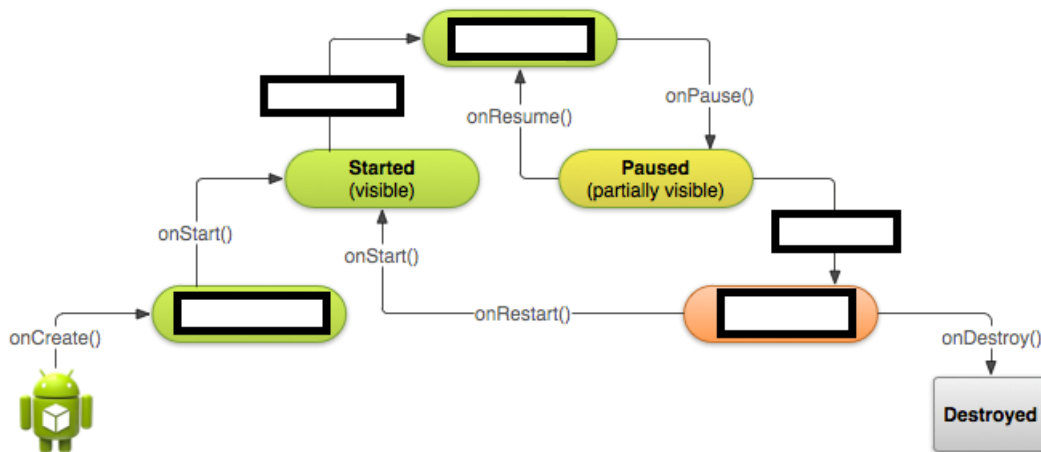 onPause()
onResume()
Started
(visible)
Paused
(partially visible)
onStart()
onStart()
onRestart()
onCreate()
onDestroy()
Destroyed